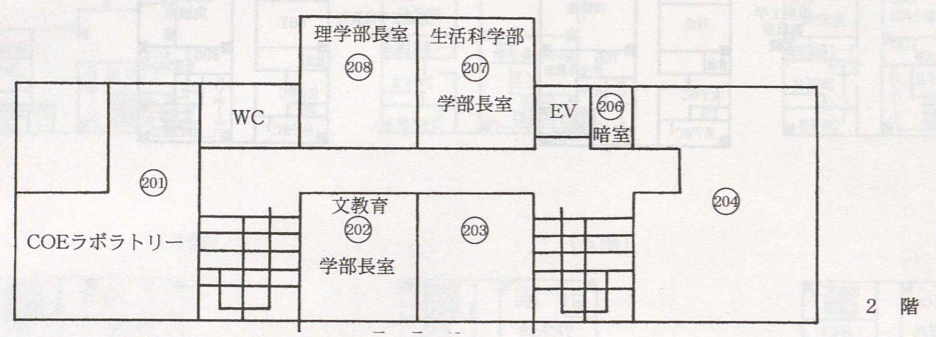 理学部長室
208
生活科学部
207
学部長室
WC
EV
206
暗室
201
COEラボラトリー
文教育
202
学部長室
203
204
2 階